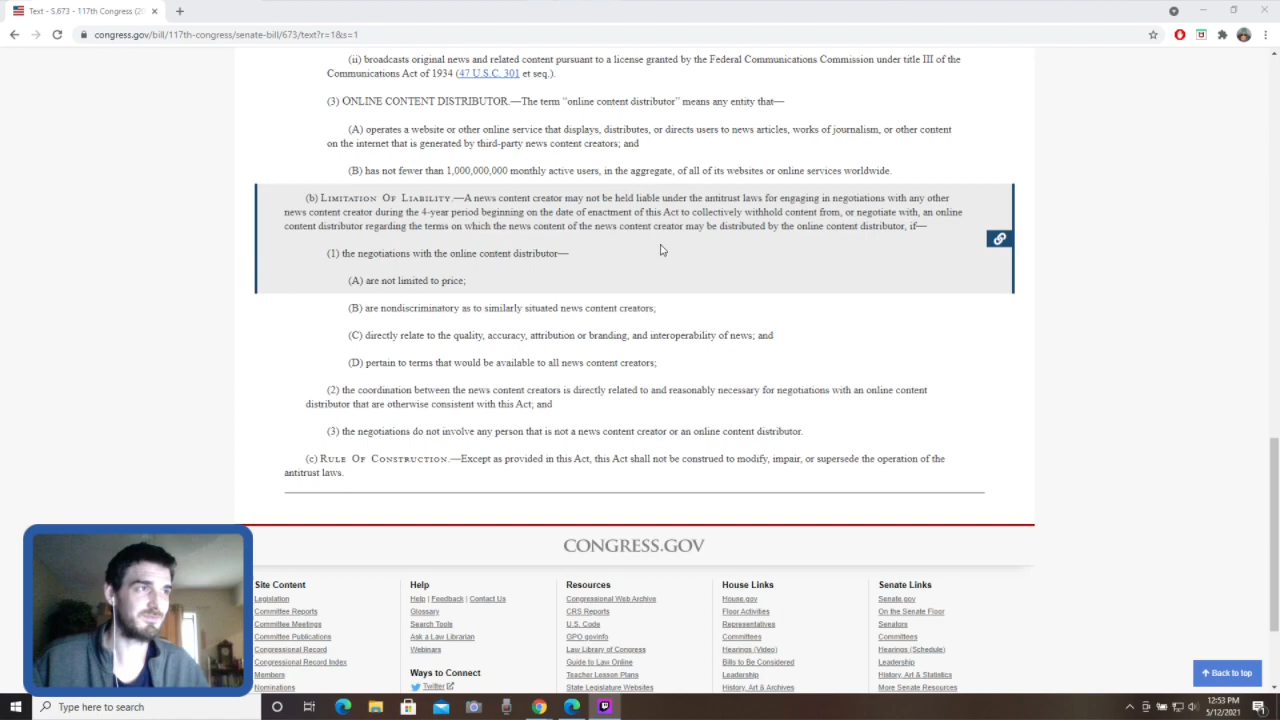 Text - S.673 - 117th Congress (20
congress.gov/bill/117th-congress/senate-bill/673/text?r=1&s=1
(ii) broadcasts original news and related content pursuant to a license granted by the Federal Communications Commission under title III of the
Communications Act of 1934 (47 U.S.C. 301 et seq.).
(3) ONLINE CONTENT DISTRIBUTOR.—The term “online content distributor” means any entity that—
(A) operates a website or other online service that displays, distributes, or directs users to news articles, works of journalism, or other content
on the internet that is generated by third-party news content creators; and
(B) has not fewer than 1,000,000,000 monthly active users, in the aggregate, of all of its websites or online services worldwide.
(b) LIMITATION OF LIABILITY.—A news content creator may not be held liable under the antitrust laws for engaging in negotiations with any other
news content creator during the 4-year period beginning on the date of enactment of this Act to collectively withhold content from, or negotiate with, an online
content distributor regarding the terms on which the news content of the news content creator may be distributed by the online content distributor, if—
(1) the negotiations with the online content distributor—
(A) are not limited to price;
(B) are nondiscriminatory as to similarly situated news content creators;
(C) directly relate to the quality, accuracy, attribution or branding, and interoperability of news; and
(D) pertain to terms that would be available to all news content creators;
(2) the coordination between the news content creators is directly related to and reasonably necessary for negotiations with an online content
distributor that are otherwise consistent with this Act; and
(3) the negotiations do not involve any person that is not a news content creator or an online content distributor.
(c) RULE OF CONSTRUCTION.—Except as provided in this Act, this Act shall not be construed to modify, impair, or supersede the operation of the
antitrust laws.
CONGRESS.GOV
Site Content
Legislation
Committee Reports
Committee Meetings
Committee Publications
Congressional Record
Congressional Record Index
Members
Nominations
Help
Help | Feedback | Contact Us
Glossary
Search Tools
Ask a Law Librarian
Webinars
Ways to Connect
Twitter
Resources
Congressional Web Archive
CRS Reports
U.S. Code
GPO govinfo
Law Library of Congress
Guide to Law Online
Teacher Lesson Plans
State Legislature Websites
House Links
House.gov
Floor Activities
Representatives
Committees
Hearings (Video)
Bills to Be Considered
Leadership
History, Art & Archives
Senate Links
Senate.gov
On the Senate Floor
Senators
Committees
Hearings (Schedule)
Leadership
History, Art & Statistics
More Senate Resources
Back to top
Type here to search
12:53 PM
5/12/2021